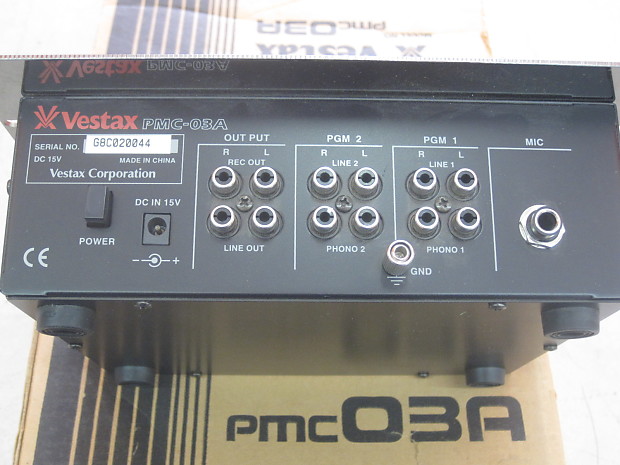 pmc03A
Vestax
Vestax PMC-03A
Vestax PMC-03A
SERIAL NO. G8C020044
DC 15V MADE IN CHINA
Vestax Corporation
POWER
DC IN 15V
- +
CE
OUT PUT
R L
REC OUT
LINE OUT
PGM 2
R L
LINE 2
PHONO 2
PGM 1
R L
LINE 1
PHONO 1
GND
MIC
pmc03A